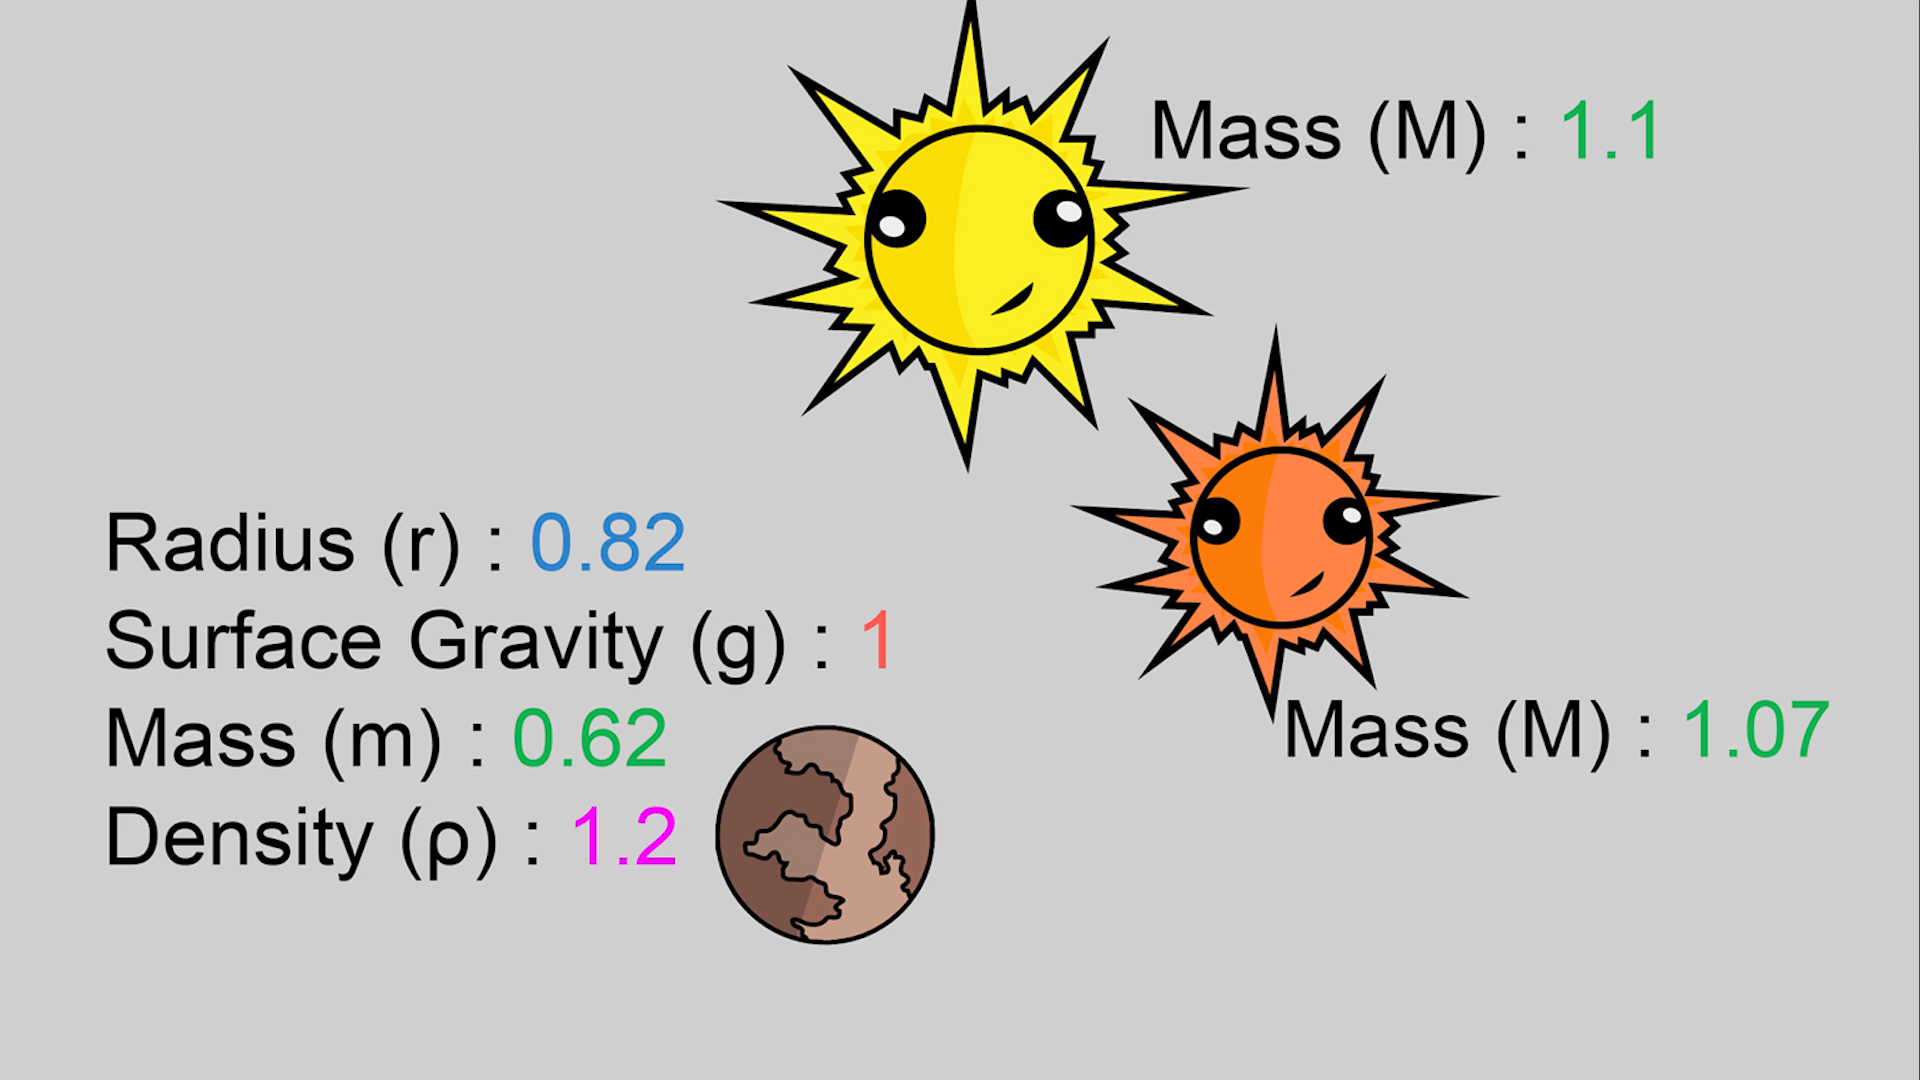 Mass (M) : 1.1
Radius (r) : 0.82
Surface Gravity (g) : 1
Mass (m) : 0.62
Density (ρ) : 1.2
Mass (M) : 1.07